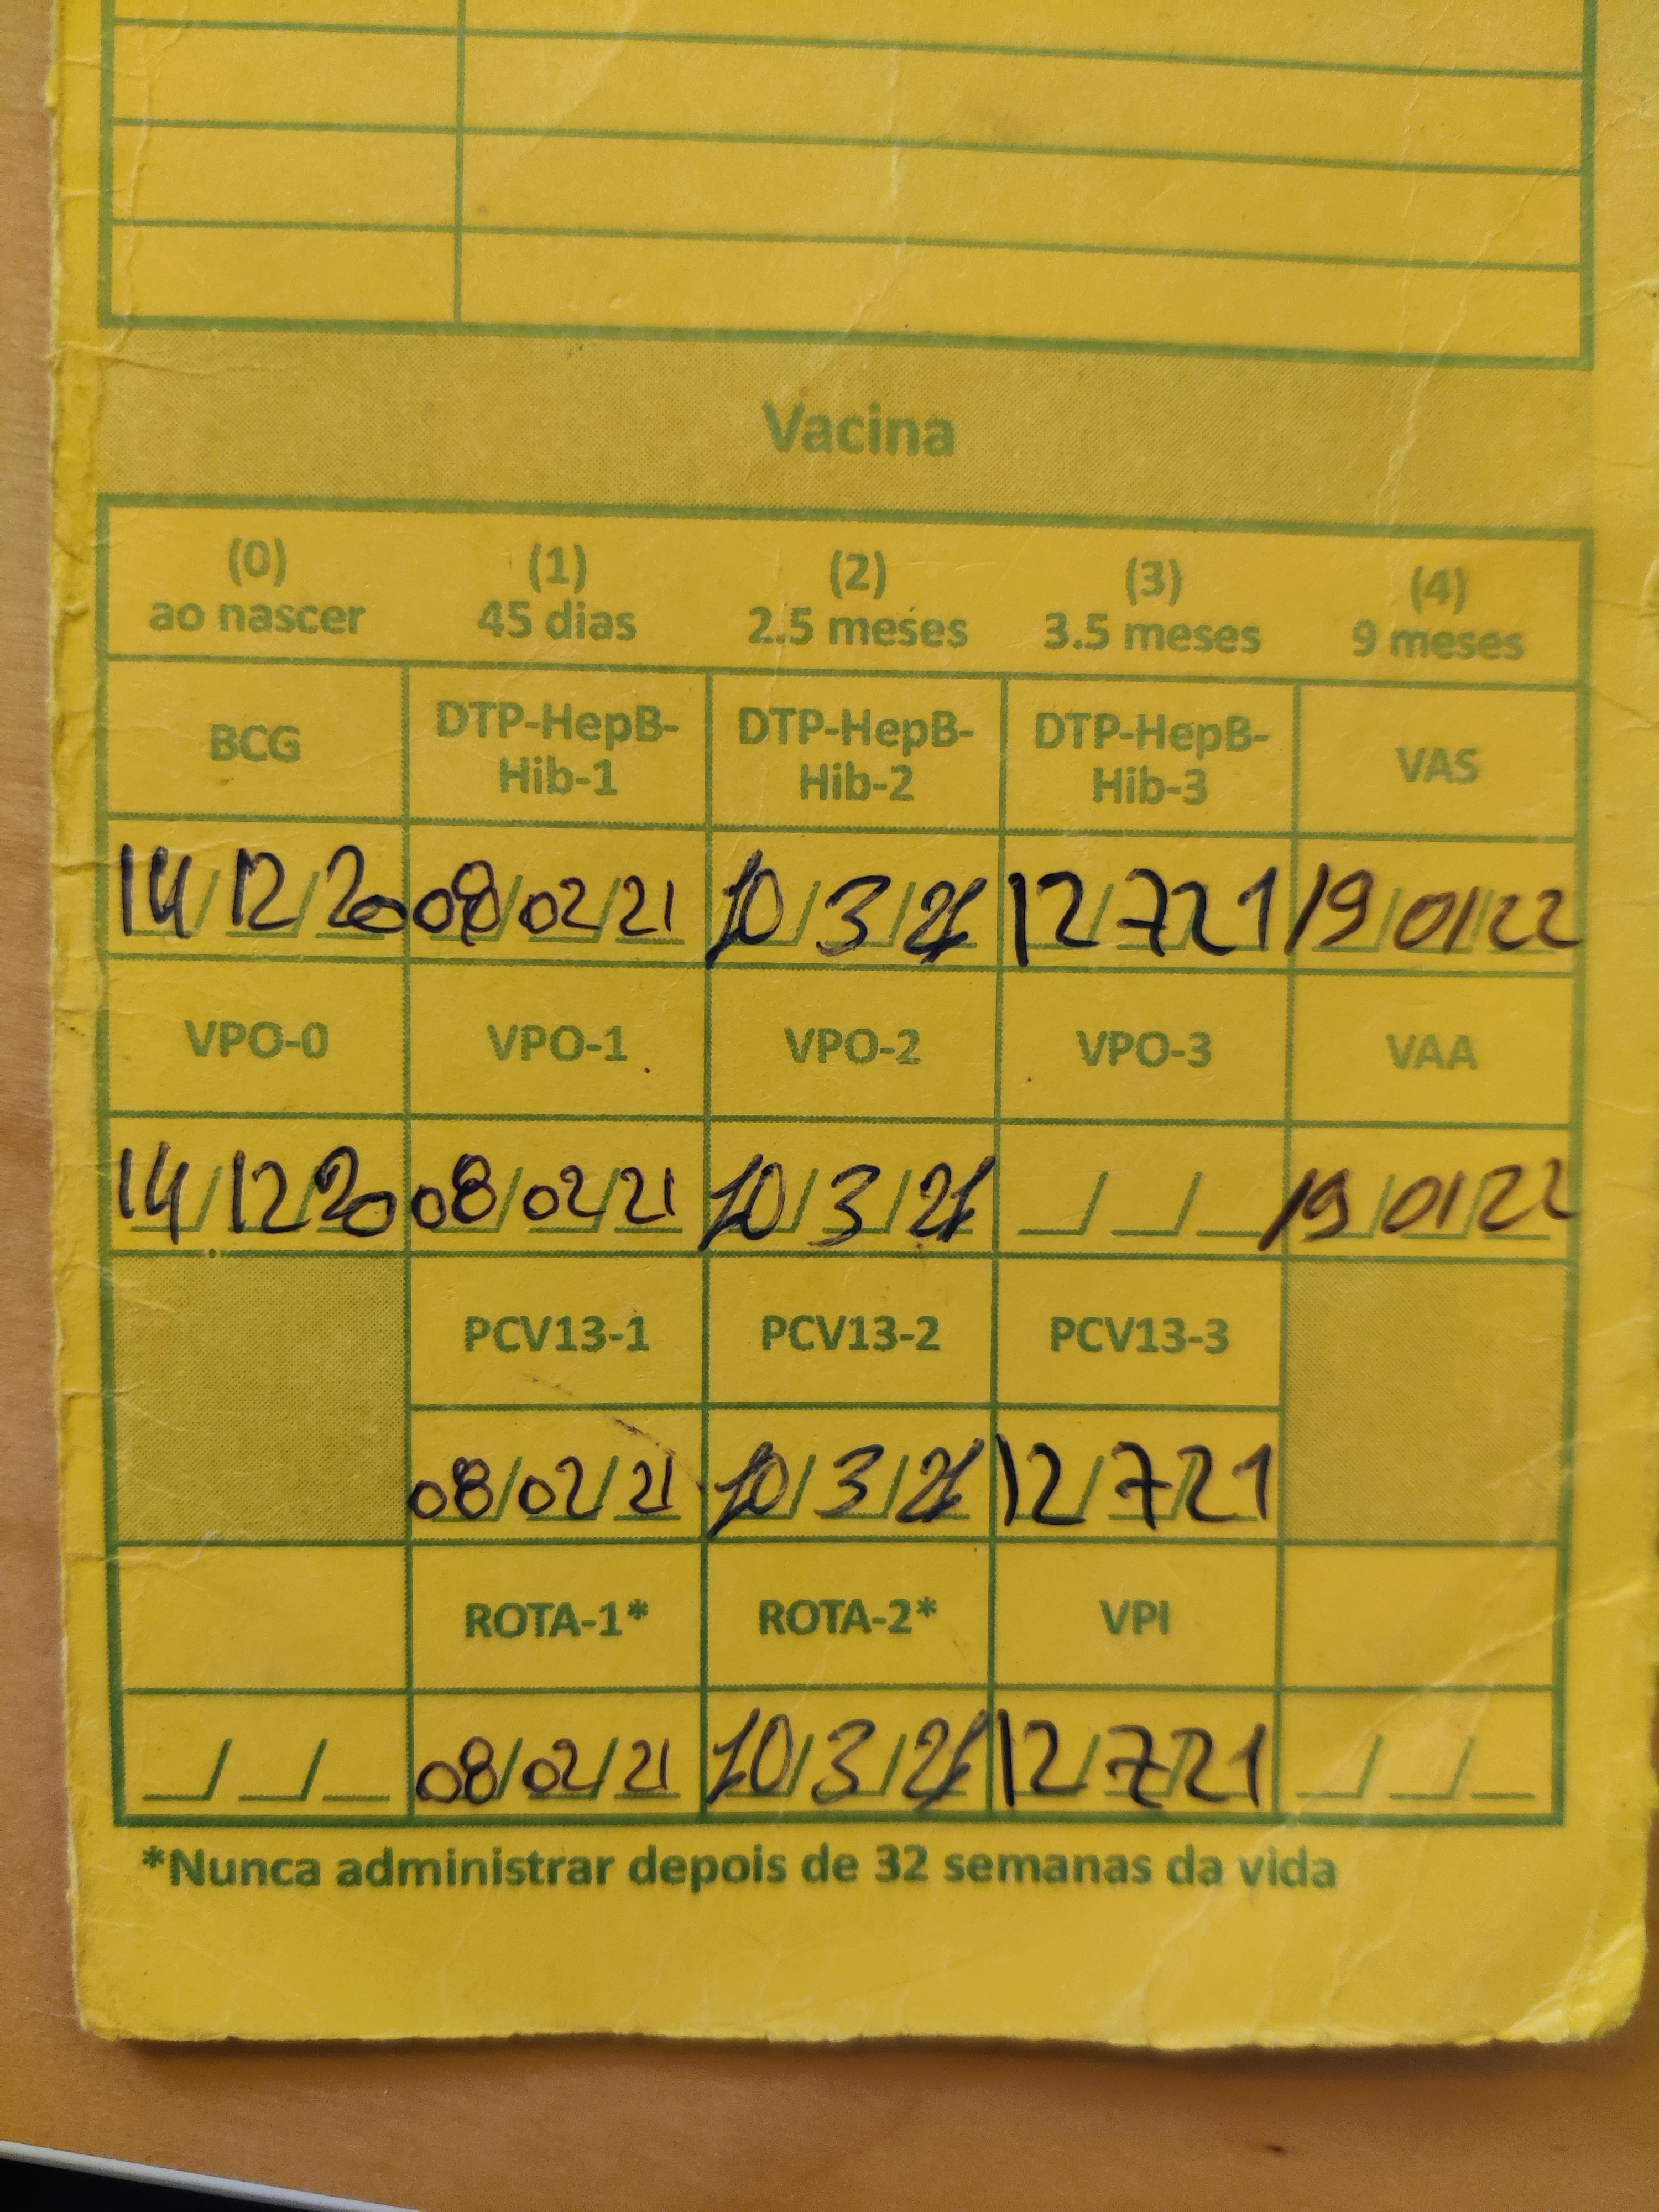 Vacina
(0) (1) (2) (3) (4)
ao nascer 45 dias 2.5 meses 3.5 meses 9 meses
BCG DTP-HepB- DTP-HepB- DTP-HepB- VAS
Hib-1 Hib-2 Hib-3
14/12/20 08/02/21 10/3/21 12/7/21 19/01/22
VPO-0 VPO-1 VPO-2 VPO-3 VAA
14/12/20 08/02/21 10/3/21 __/__/__ 19/01/22
PCV13-1 PCV13-2 PCV13-3
08/02/21 10/3/21 12/7/21
ROTA-1* ROTA-2* VPI
__/__/__ 08/02/21 10/3/21 12/7/21 __/__/__
*Nunca administrar depois de 32 semanas da vida